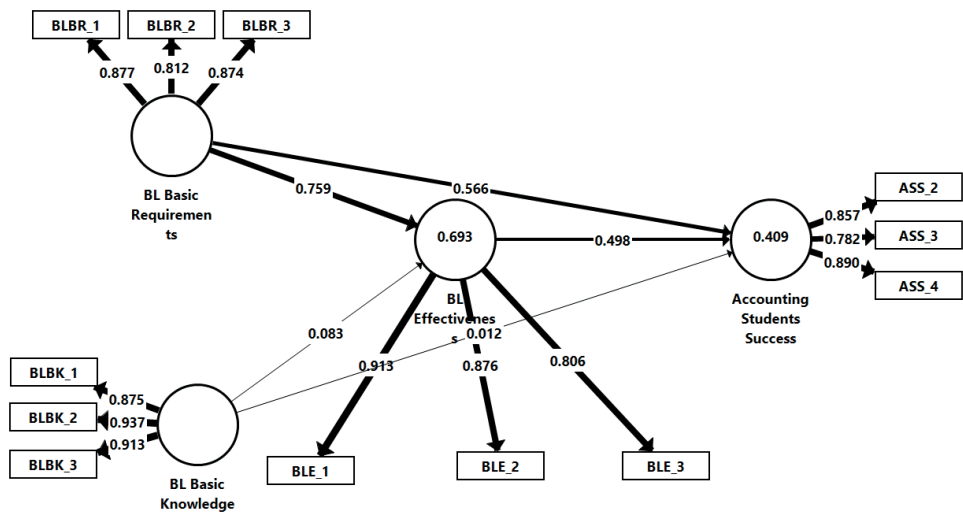 BLBR_1
BLBR_2
BLBR_3
0.877
0.812
0.874
BL Basic
Requiremen
ts
0.759
0.566
ASS_2
0.857
0.693
0.498
0.409
0.782
ASS_3
0.890
ASS_4
BL
Effectivenes
s
Accounting
Students
Success
0.083
0.012
0.913
0.876
0.806
BLBK_1
0.875
BLBK_2
0.937
0.913
BLBK_3
BLE_1
BLE_2
BLE_3
BL Basic
Knowledge